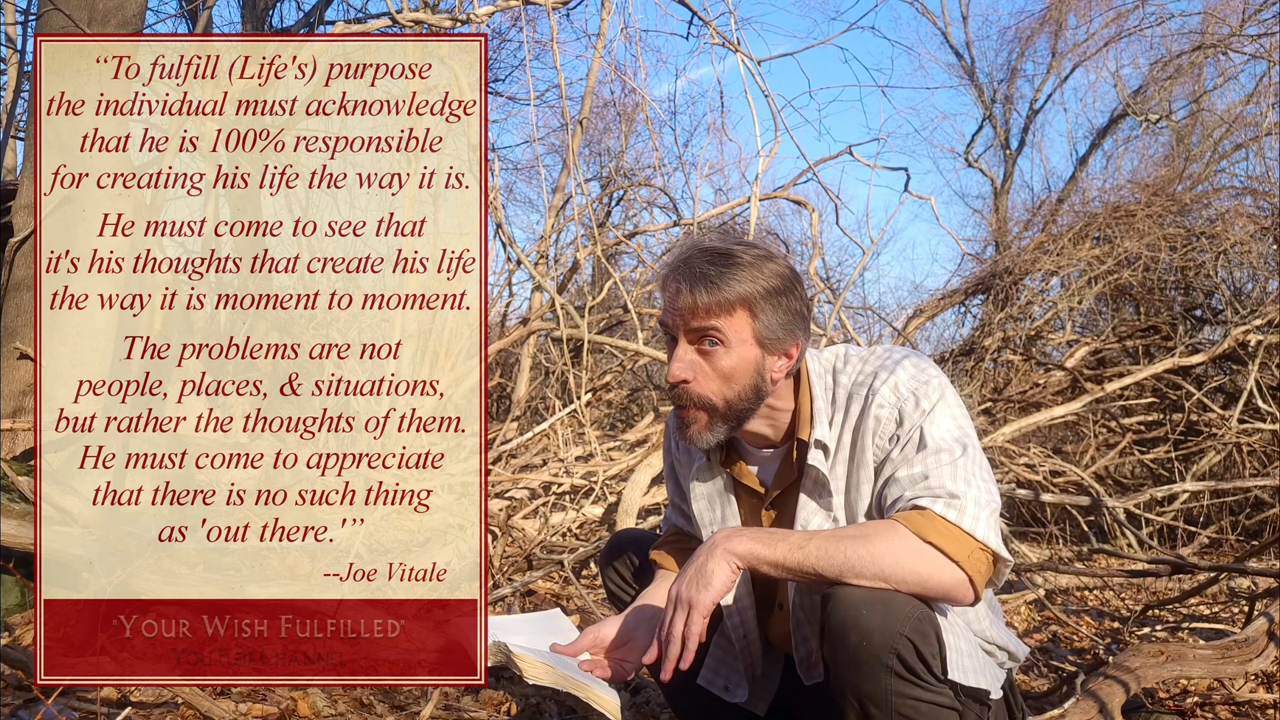 “To fulfill (Life's) purpose
the individual must acknowledge
that he is 100% responsible
for creating his life the way it is.
He must come to see that
it's his thoughts that create his life
the way it is moment to moment.
The problems are not
people, places, & situations,
but rather the thoughts of them.
He must come to appreciate
that there is no such thing
as 'out there.'”
--Joe Vitale
"Your Wish Fulfilled"
YouTube Channel